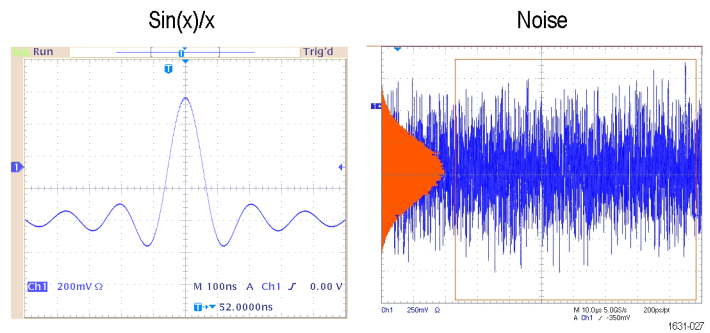 Sin(x)/x
Noise
Run
Trig'd
T
T
1
1
Ch1 200mV Ω
M 100ns A Ch1 ʃ 0.00 V
T→▼ 52.0000ns
Ch1 250mV Ω
M 10.0µs 5.0GS/s 200ps/pt
A Ch1 ∕ -350mV
1631-027